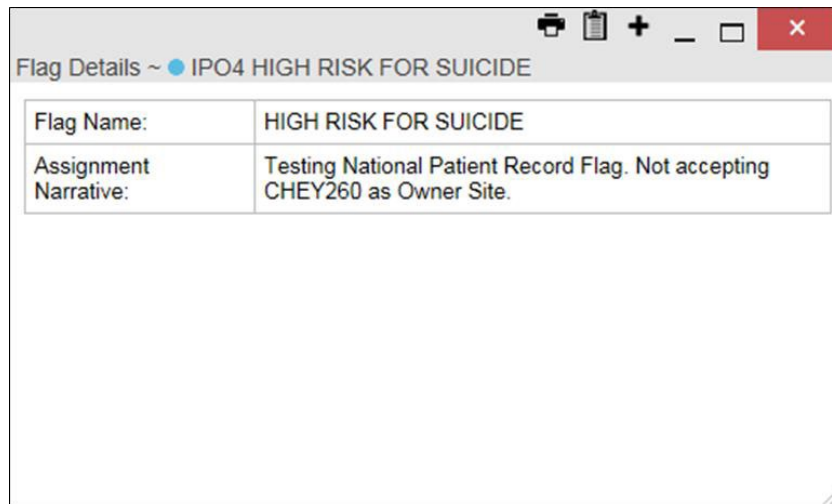 Flag Details ~ IPO4 HIGH RISK FOR SUICIDE
Flag Name: HIGH RISK FOR SUICIDE
Assignment Narrative: Testing National Patient Record Flag. Not accepting
CHEY260 as Owner Site.